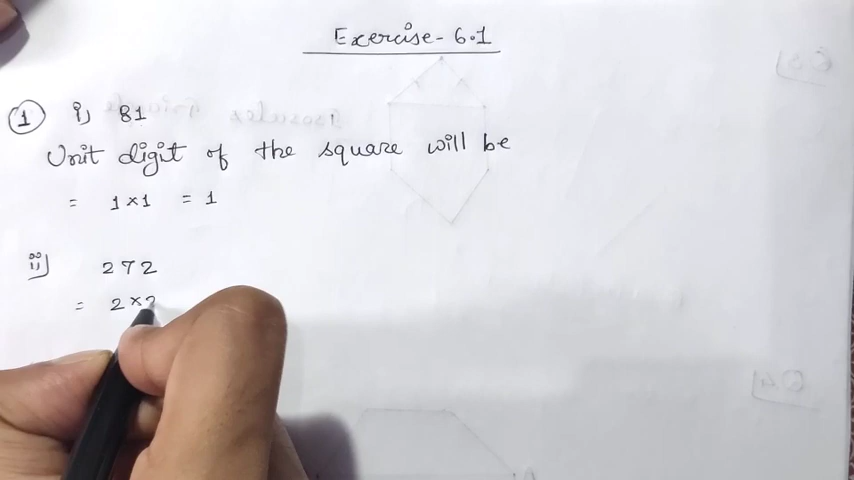 Exercise - 6.1
1 i) 81
Unit digit of the square will be
= 1×1 = 1
ii) 272
= 2×2